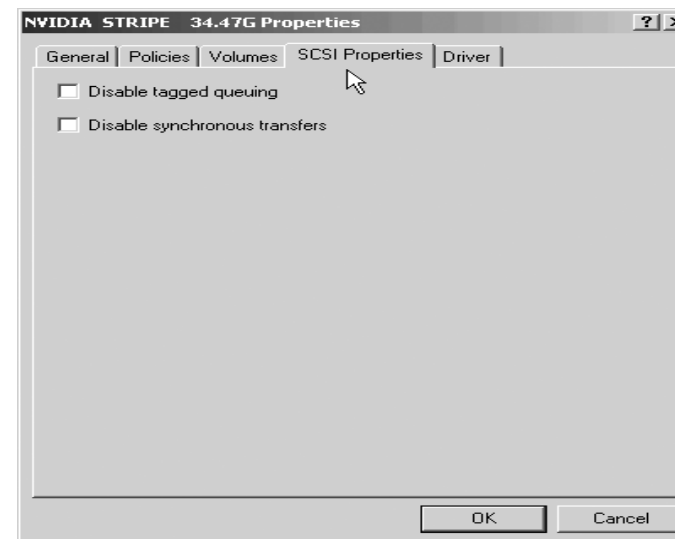 NVIDIA STRIPE 34.47G Properties
General Policies Volumes SCSI Properties Driver
Disable tagged queuing
Disable synchronous transfers
OK Cancel